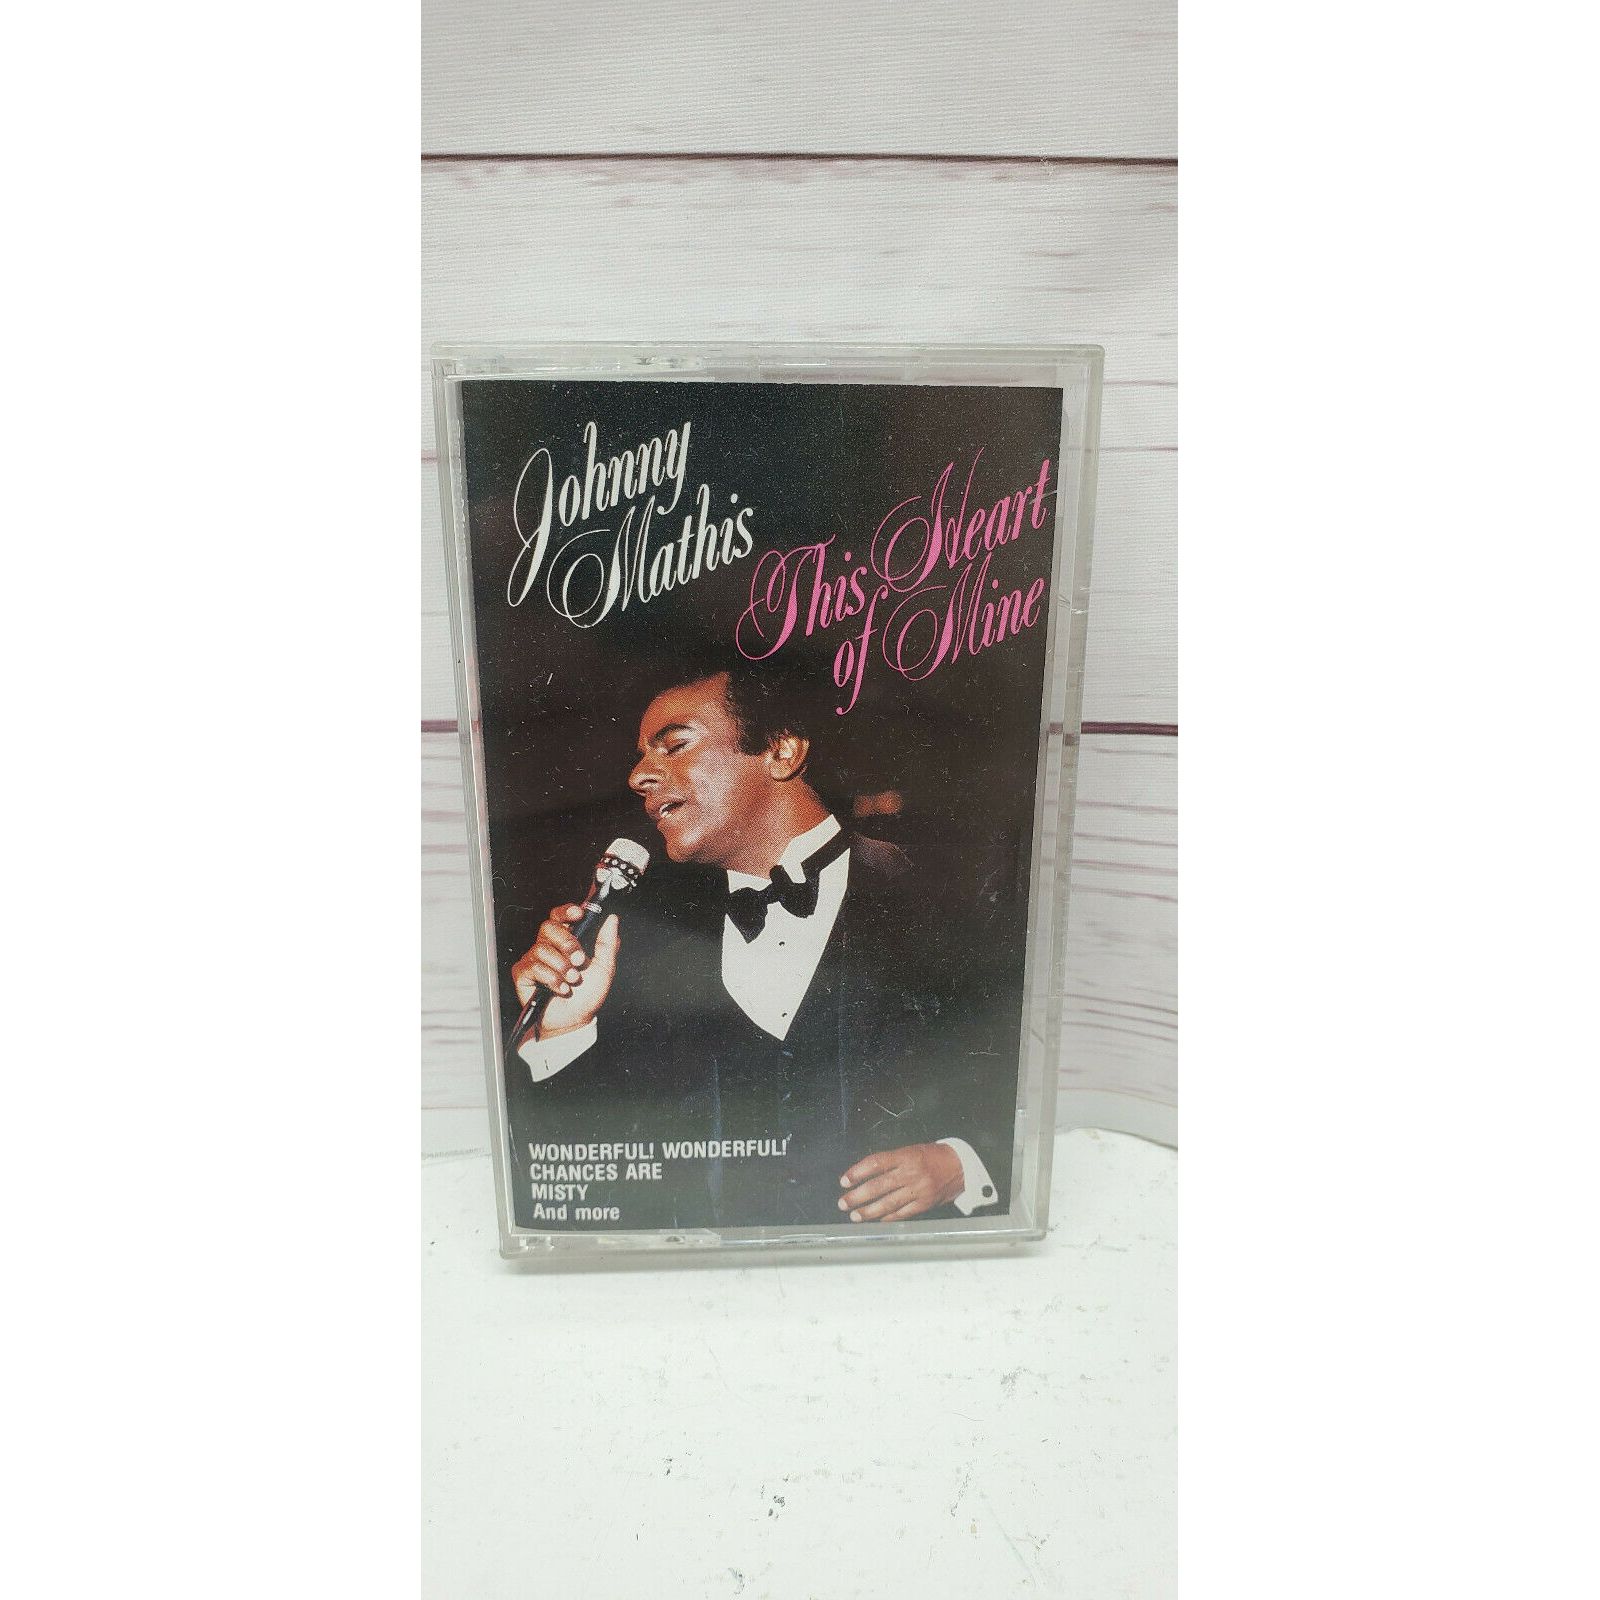 Johnny
Mathis
This Heart
of Mine
WONDERFUL! WONDERFUL!
CHANCES ARE
MISTY
And more